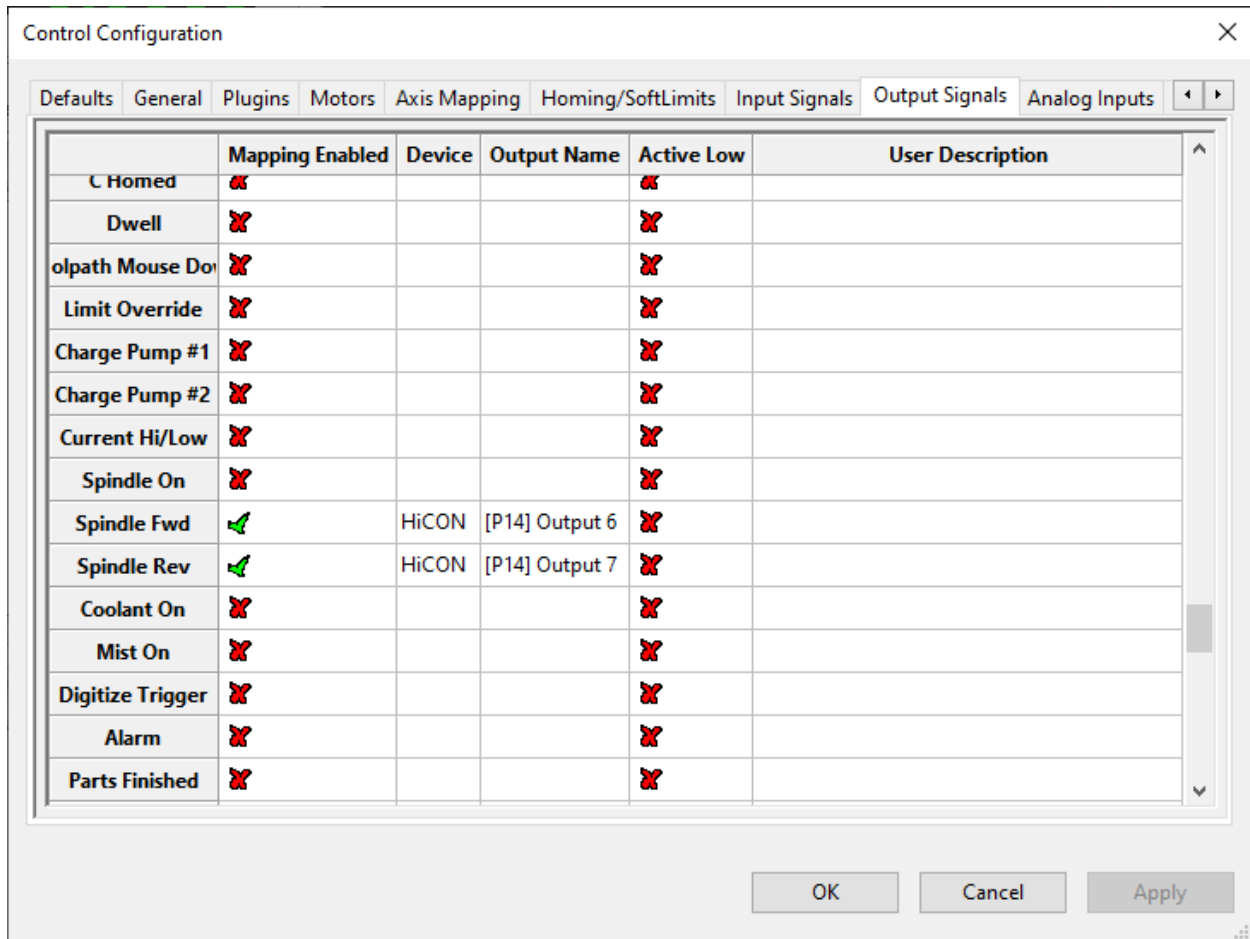 Control Configuration
Defaults General Plugins Motors Axis Mapping Homing/SoftLimits Input Signals Output Signals Analog Inputs
Mapping Enabled Device Output Name Active Low User Description
C Homed
Dwell
olpath Mouse Dov
Limit Override
Charge Pump #1
Charge Pump #2
Current Hi/Low
Spindle On
Spindle Fwd HiCON [P14] Output 6
Spindle Rev HiCON [P14] Output 7
Coolant On
Mist On
Digitize Trigger
Alarm
Parts Finished
OK Cancel Apply